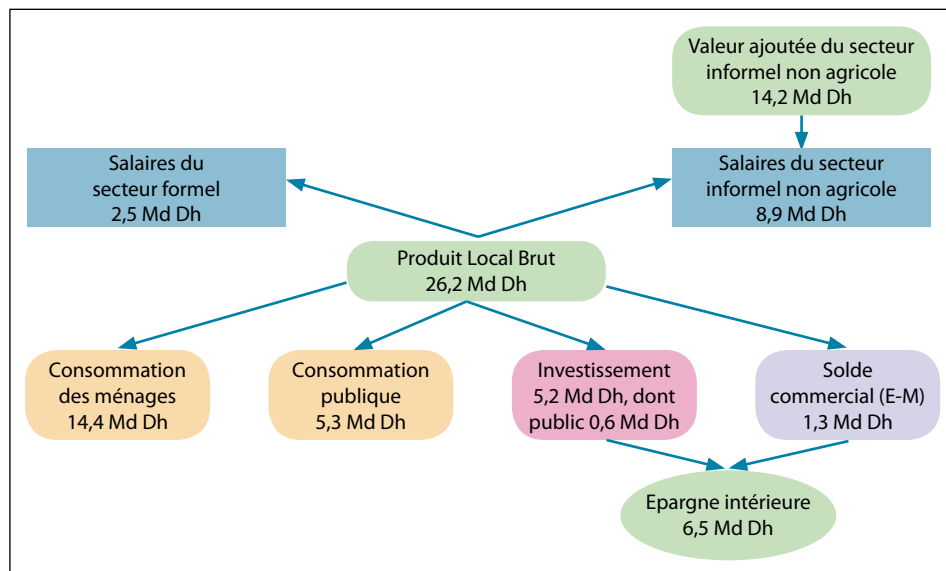 Valeur ajoutée du secteur
informel non agricole
14,2 Md Dh
Salaires du
secteur formel
2,5 Md Dh
Salaires du secteur
informel non agricole
8,9 Md Dh
Produit Local Brut
26,2 Md Dh
Consommation
des ménages
14,4 Md Dh
Consommation
publique
5,3 Md Dh
Investissement
5,2 Md Dh, dont
public 0,6 Md Dh
Solde
commercial (E-M)
1,3 Md Dh
Epargne intérieure
6,5 Md Dh